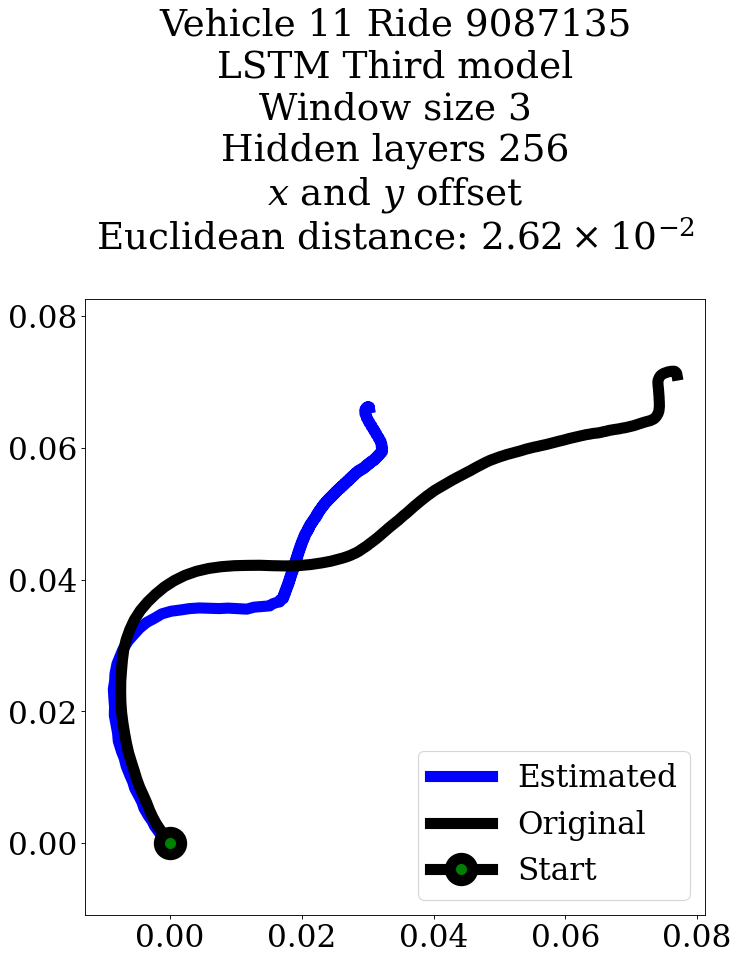 Vehicle 11 Ride 9087135
LSTM Third model
Window size 3
Hidden layers 256
x and y offset
Euclidean distance: 2.62 × 10⁻²
0.08
0.06
0.04
0.02
0.00
Estimated
Original
Start
0.00 0.02 0.04 0.06 0.08